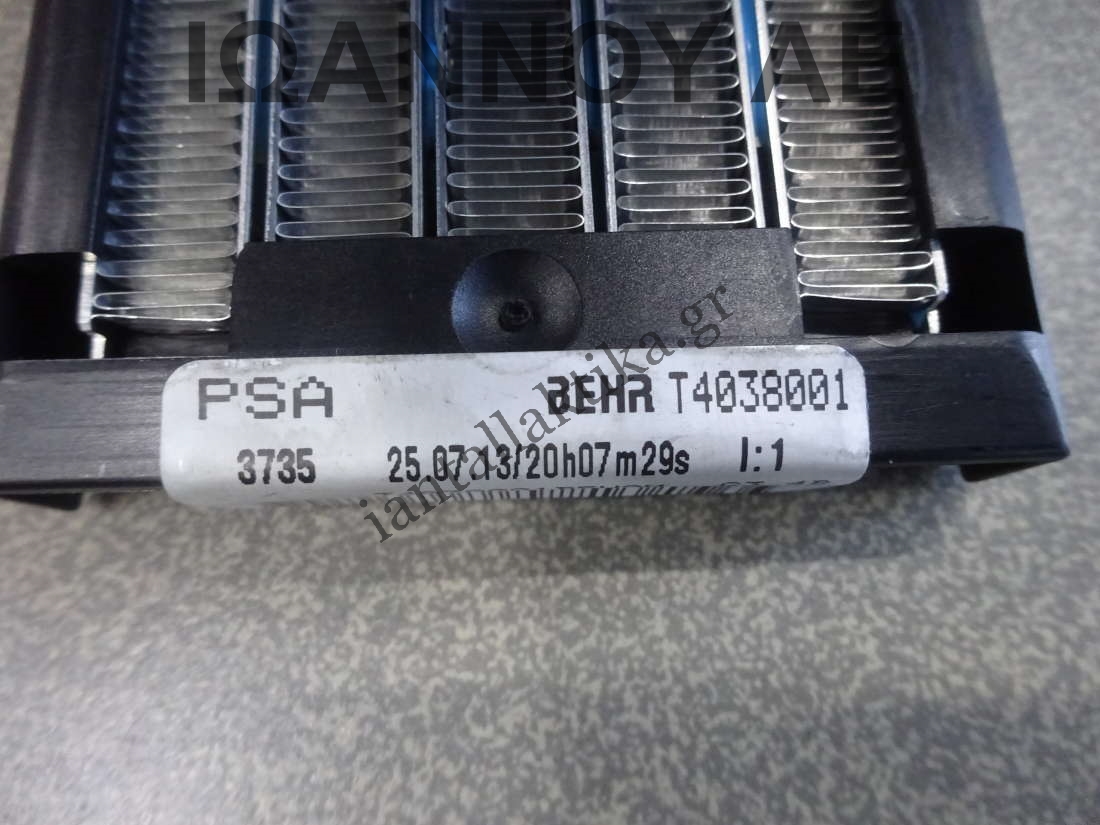 ΙΩΑΝΝΟΥ ΑΕ
PSA BEHR T4038001
3735 25.07.13/20h07m29s I:1
iantallaktika.gr